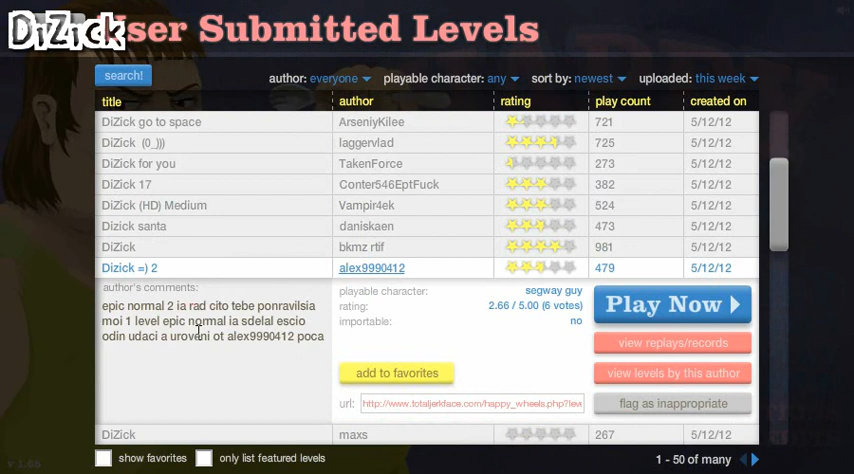 DiZick
User Submitted Levels
search!
author: everyone
playable character: any
sort by: newest
uploaded: this week
title author rating play count created on
DiZick go to space ArseniyKilee 721 5/12/12
DiZick (0_))) laggervlad 725 5/12/12
DiZick for you TakenForce 273 5/12/12
DiZick 17 Conter546EptFuck 382 5/12/12
DiZick (HD) Medium Vampir4ek 524 5/12/12
Dizick santa daniskaen 473 5/12/12
DiZick bkmz rtif 981 5/12/12
Dizick =) 2 alex9990412 479 5/12/12
author's comments:
epic normal 2 ia rad cito tebe ponravilsia
moi 1 level epic normal ia sdelal escio
odin udaci a uroveni ot alex9990412 poca
playable character: segway guy
rating: 2.66 / 5.00 (6 votes)
importable: no
add to favorites
url: http://www.totaljerkface.com/happy_wheels.php?leve
Play Now
view replays/records
view levels by this author
flag as inappropriate
DiZick maxs 267 5/12/12
show favorites
only list featured levels
1 - 50 of many
v 1.65